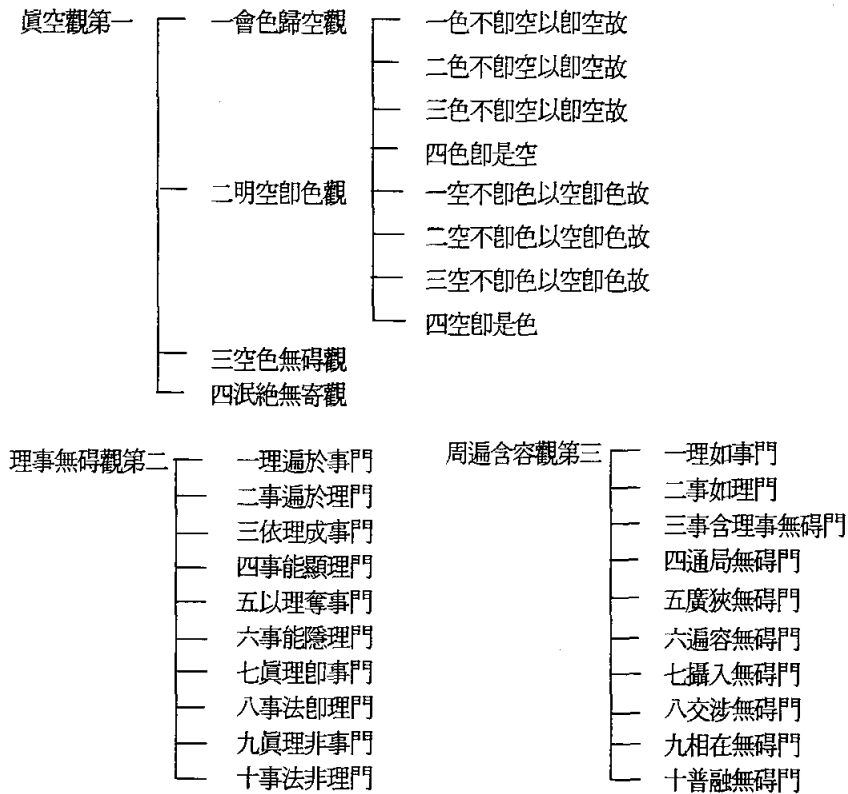 眞空觀第一
一會色歸空觀
一色不卽空以卽空故
二色不卽空以卽空故
三色不卽空以卽空故
四色卽是空
二明空卽色觀
一空不卽色以空卽色故
二空不卽色以空卽色故
三空不卽色以空卽色故
四空卽是色
三空色無碍觀
四泯絶無寄觀
理事無碍觀第二
一理遍於事門
二事遍於理門
三依理成事門
四事能顯理門
五以理奪事門
六事能隱理門
七眞理卽事門
八事法卽理門
九眞理非事門
十事法非理門
周遍含容觀第三
一理如事門
二事如理門
三事含理事無碍門
四通局無碍門
五廣狹無碍門
六遍容無碍門
七攝入無碍門
八交涉無碍門
九相在無碍門
十普融無碍門